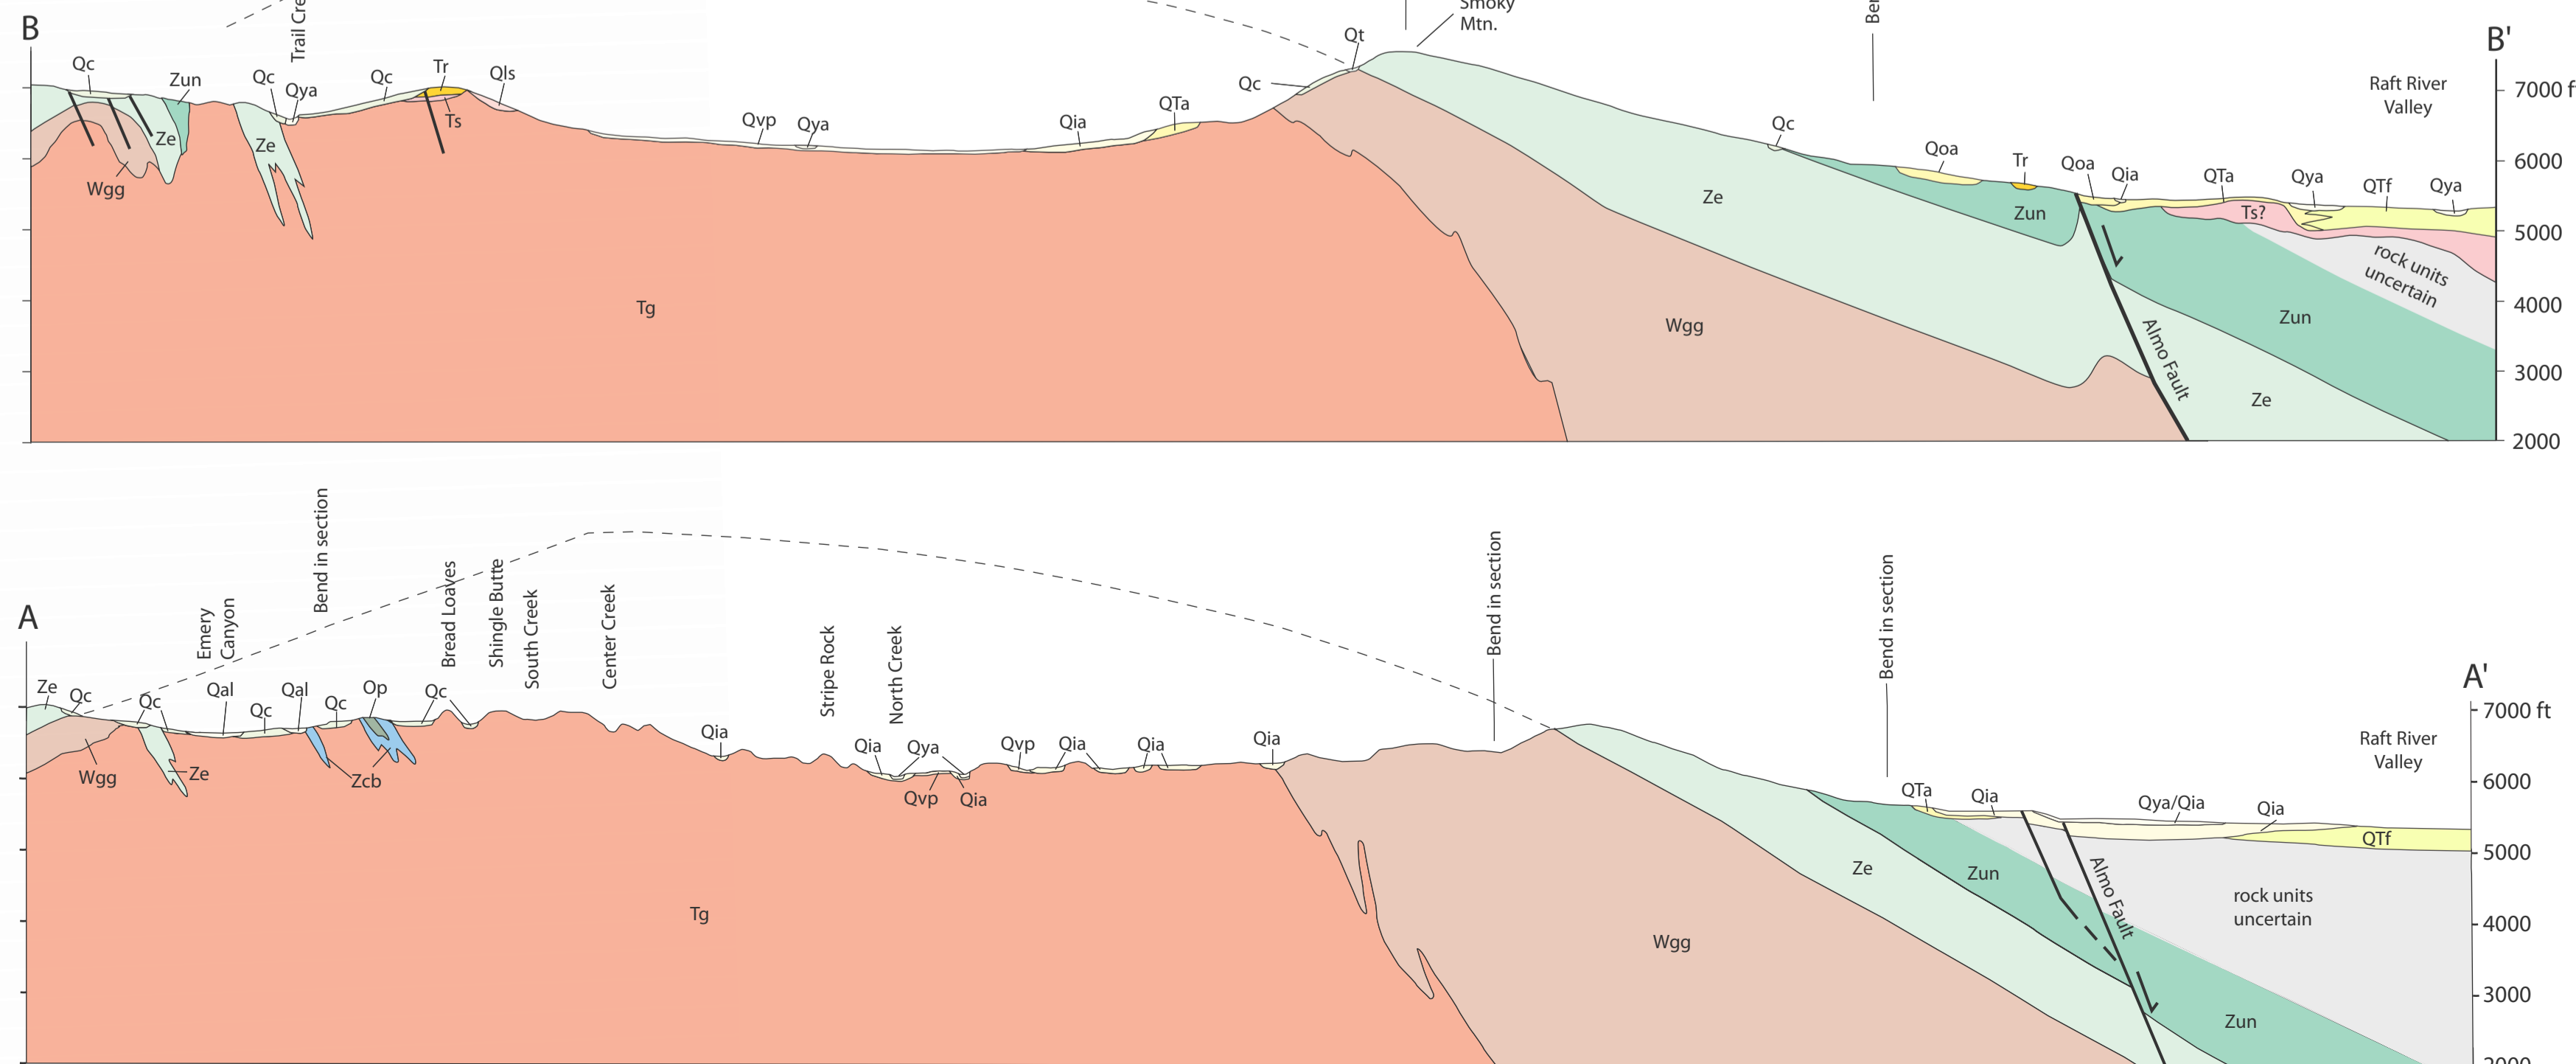 Smoky
Mtn.
Trail Cre
Ben
B
B'
Qt
Qc
Zun
Qc
Qya
Qc
Tr
Qls
Qc
Raft River
Valley
7000 f
Ze
Ze
Ts
Wgg
Qvp
Qya
Qia
QTa
Qc
Qoa
Tr
Qoa
Qia
QTa
Qya
QTf
Qya
6000
Ze
Zun
Ts?
5000
rock units
uncertain
Tg
Wgg
Zun
4000
Almo Fault
3000
Ze
2000
Bend in section
Bend in section
Bend in section
A
Emery
Canyon
Bread Loaves
Shingle Butte
South Creek
Center Creek
Stripe Rock
North Creek
A'
Ze
Qc
Qc
Qal
Qc
Qal
Qc
Op
Qc
7000 ft
Raft River
Valley
Qia
Qia
Qya
Qvp
Qia
Qia
Qia
Wgg
Ze
Zcb
Qvp
Qia
6000
QTa
Qia
Qya/Qia
Qia
QTf
5000
Ze
Zun
Almo Fault
rock units
uncertain
Tg
Wgg
4000
3000
Zun